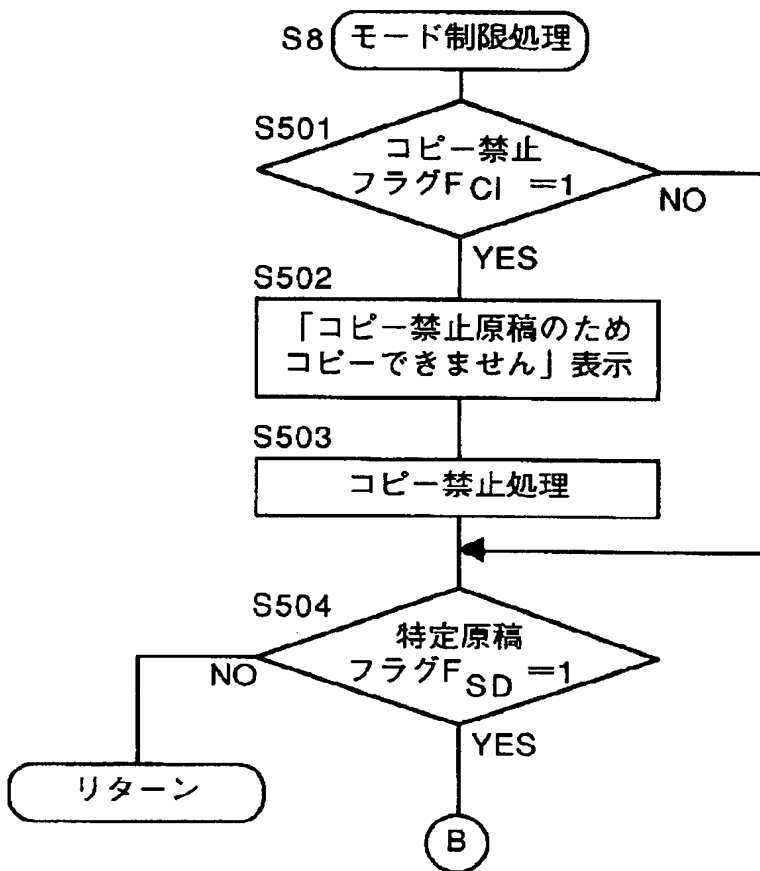 S8 モード制限処理
S501
コピー禁止
フラグF CI =1
NO
YES
S502
「コピー禁止原稿のため
コピーできません」表示
S503
コピー禁止処理
S504
特定原稿
フラグF SD =1
NO
YES
リターン
B